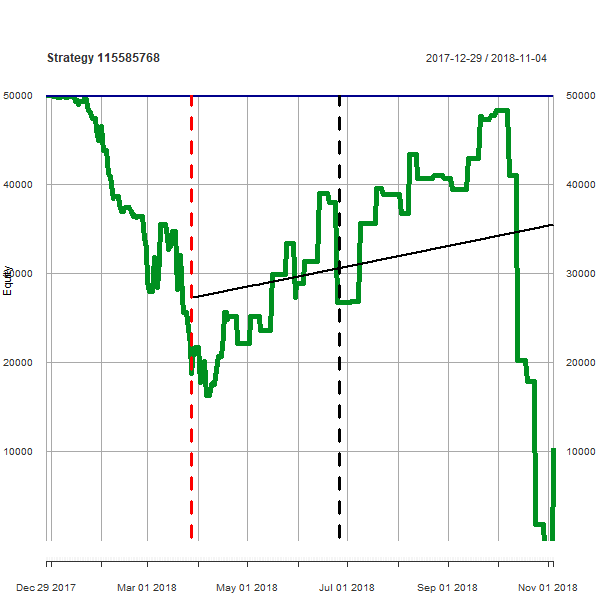 Strategy 115585768 2017-12-29 / 2018-11-04
50000 50000
40000 40000
30000 30000
Equity
20000 20000
10000 10000
Dec 29 2017 Mar 01 2018 May 01 2018 Jul 01 2018 Sep 01 2018 Nov 01 2018